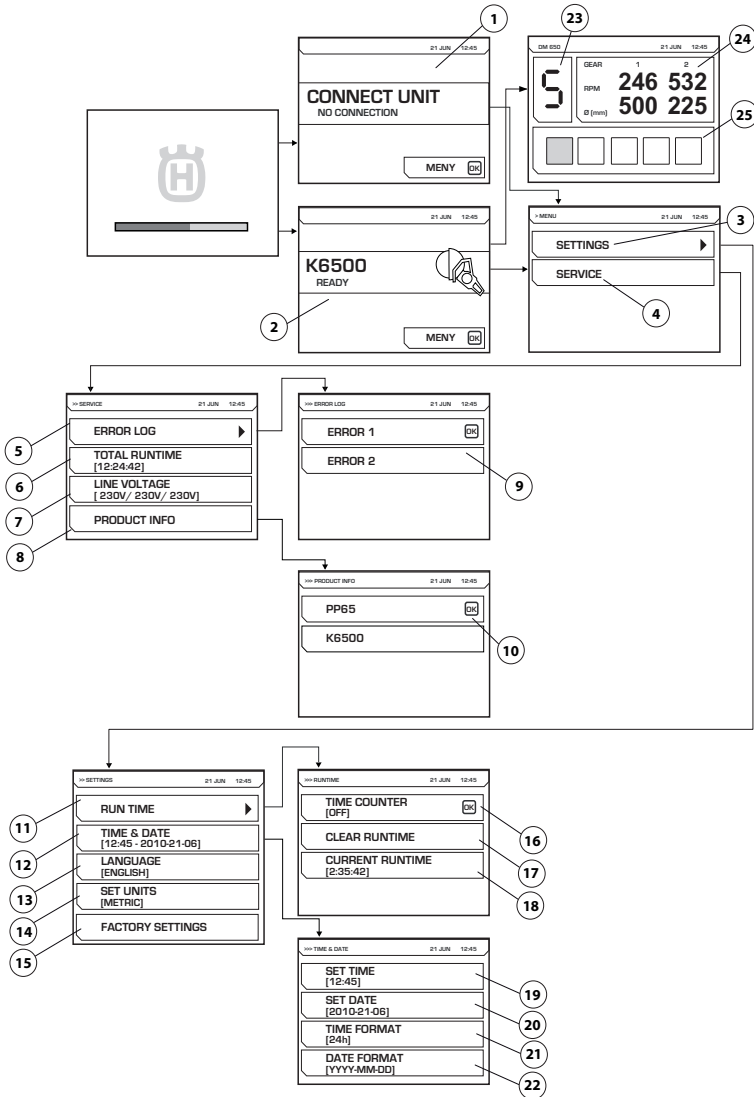 1
21 JUN 12:45
CONNECT UNIT
NO CONNECTION
MENY OK
23
24
DM 650 21 JUN 12:45
GEAR 1 2
RPM 246 532
Ø (mm) 500 225
5
25
H
21 JUN 12:45
K6500
READY
MENY OK
2
> MENU 21 JUN 12:45
SETTINGS
SERVICE
3
4
>> SERVICE 21 JUN 12:45
ERROR LOG
TOTAL RUNTIME
[12:24:42]
LINE VOLTAGE
[ 230V/ 230V/ 230V]
PRODUCT INFO
5
6
7
8
>>> ERROR LOG 21 JUN 12:45
ERROR 1 OK
ERROR 2
9
>>> PRODUCT INFO 21 JUN 12:45
PP65 OK
K6500
10
>> SETTINGS 21 JUN 12:45
RUN TIME
TIME & DATE
[12:45 - 2010-21-06]
LANGUAGE
[ENGLISH]
SET UNITS
[METRIC]
FACTORY SETTINGS
11
12
13
14
15
>>> RUNTIME 21 JUN 12:45
TIME COUNTER
[OFF]
OK
CLEAR RUNTIME
CURRENT RUNTIME
[2:35:42]
16
17
18
>>> TIME & DATE 21 JUN 12:45
SET TIME
[12:45]
SET DATE
[2010-21-06]
TIME FORMAT
[24h]
DATE FORMAT
[YYYY-MM-DD]
19
20
21
22